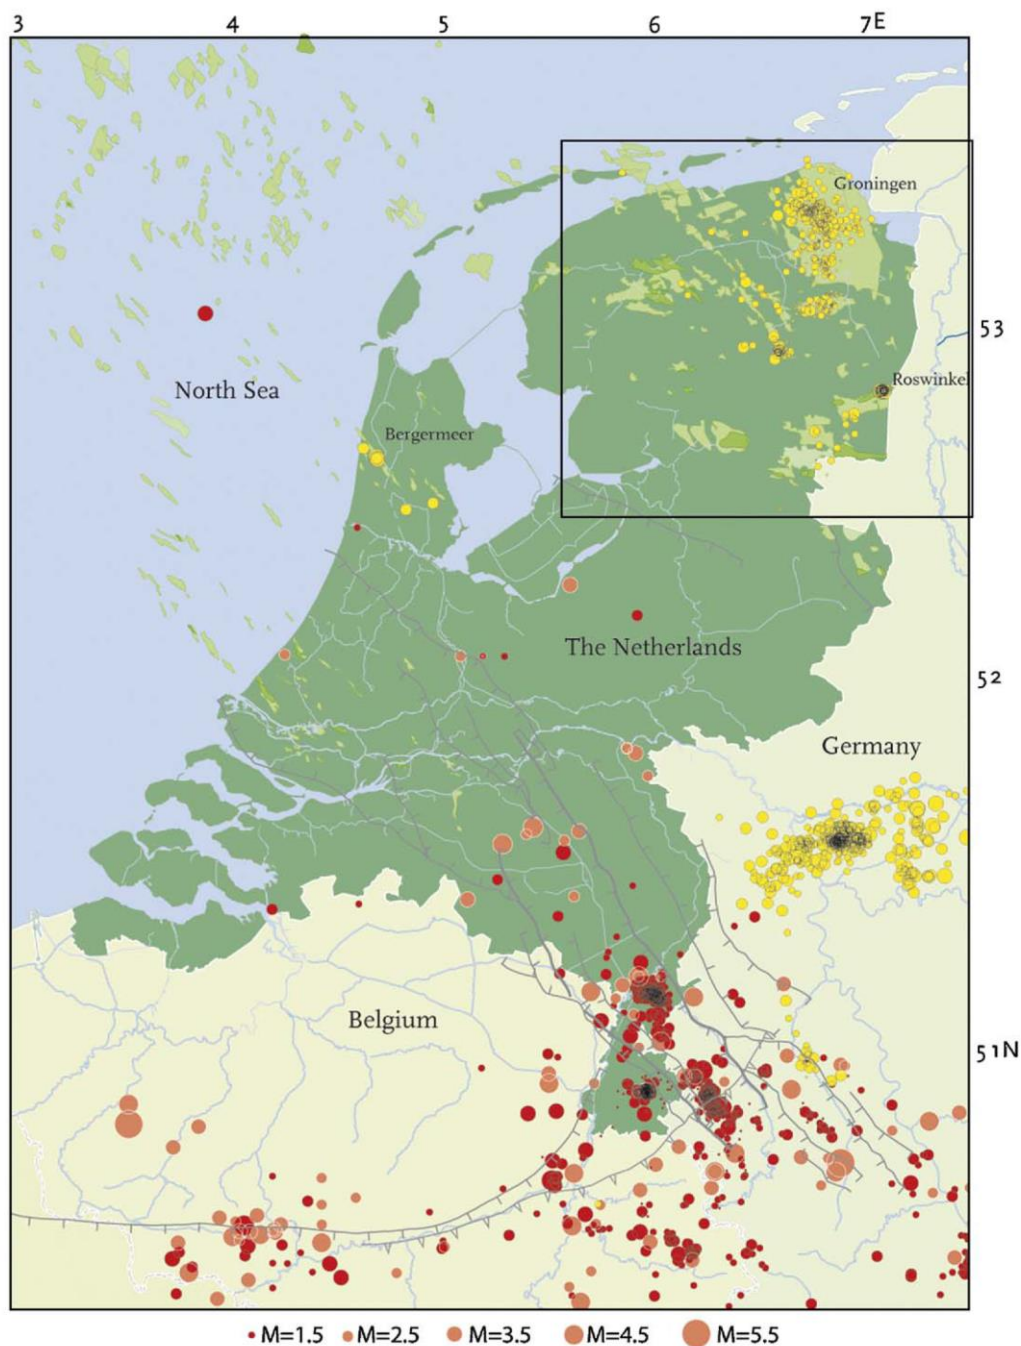 3 4 5 6 7E
Groningen
53
Roswinkel
North Sea
Bergermeer
The Netherlands
52
Germany
Belgium
51N
M=1.5 M=2.5 M=3.5 M=4.5 M=5.5